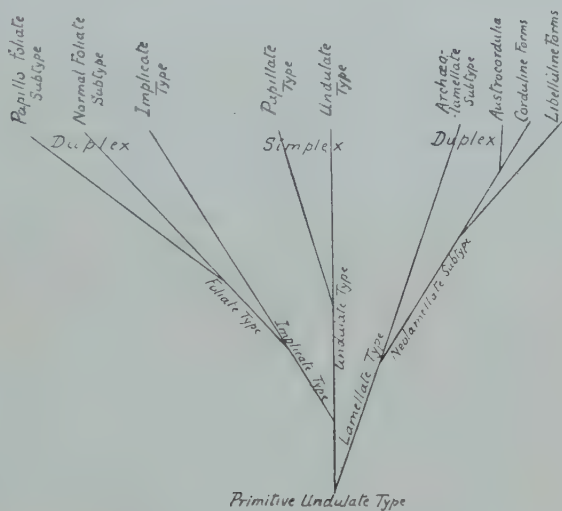 Papillo Foliate
Subtype
Normal Foliate
Subtype
Implicate
Type
Papillate
Type
Undulate
Type
Archæo-
-lamellate
Subtype
Austrocordulia
Corduline Forms
Libelluline Forms
Duplex
Simplex
Duplex
Foliate Type
Implicate Type
Undulate Type
Lamellate Type
Neolamellate Subtype
Primitive Undulate Type